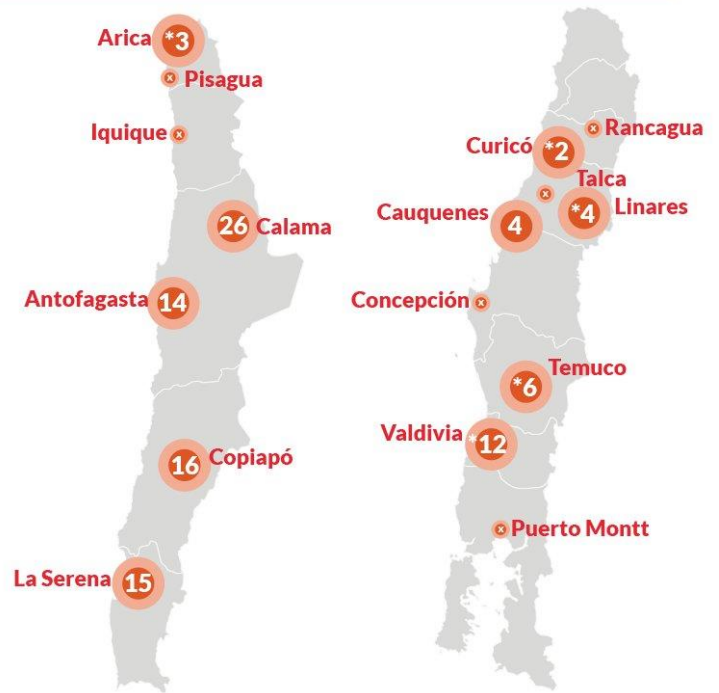 Arica
*3
x
Pisagua
Iquique
x
26
Calama
Antofagasta
14
16
Copiapó
La Serena
15
x
Rancagua
Curicó
*2
Talca
x
Cauquenes
4
*4
Linares
Concepción
x
Temuco
*6
Valdivia
*12
x
Puerto Montt